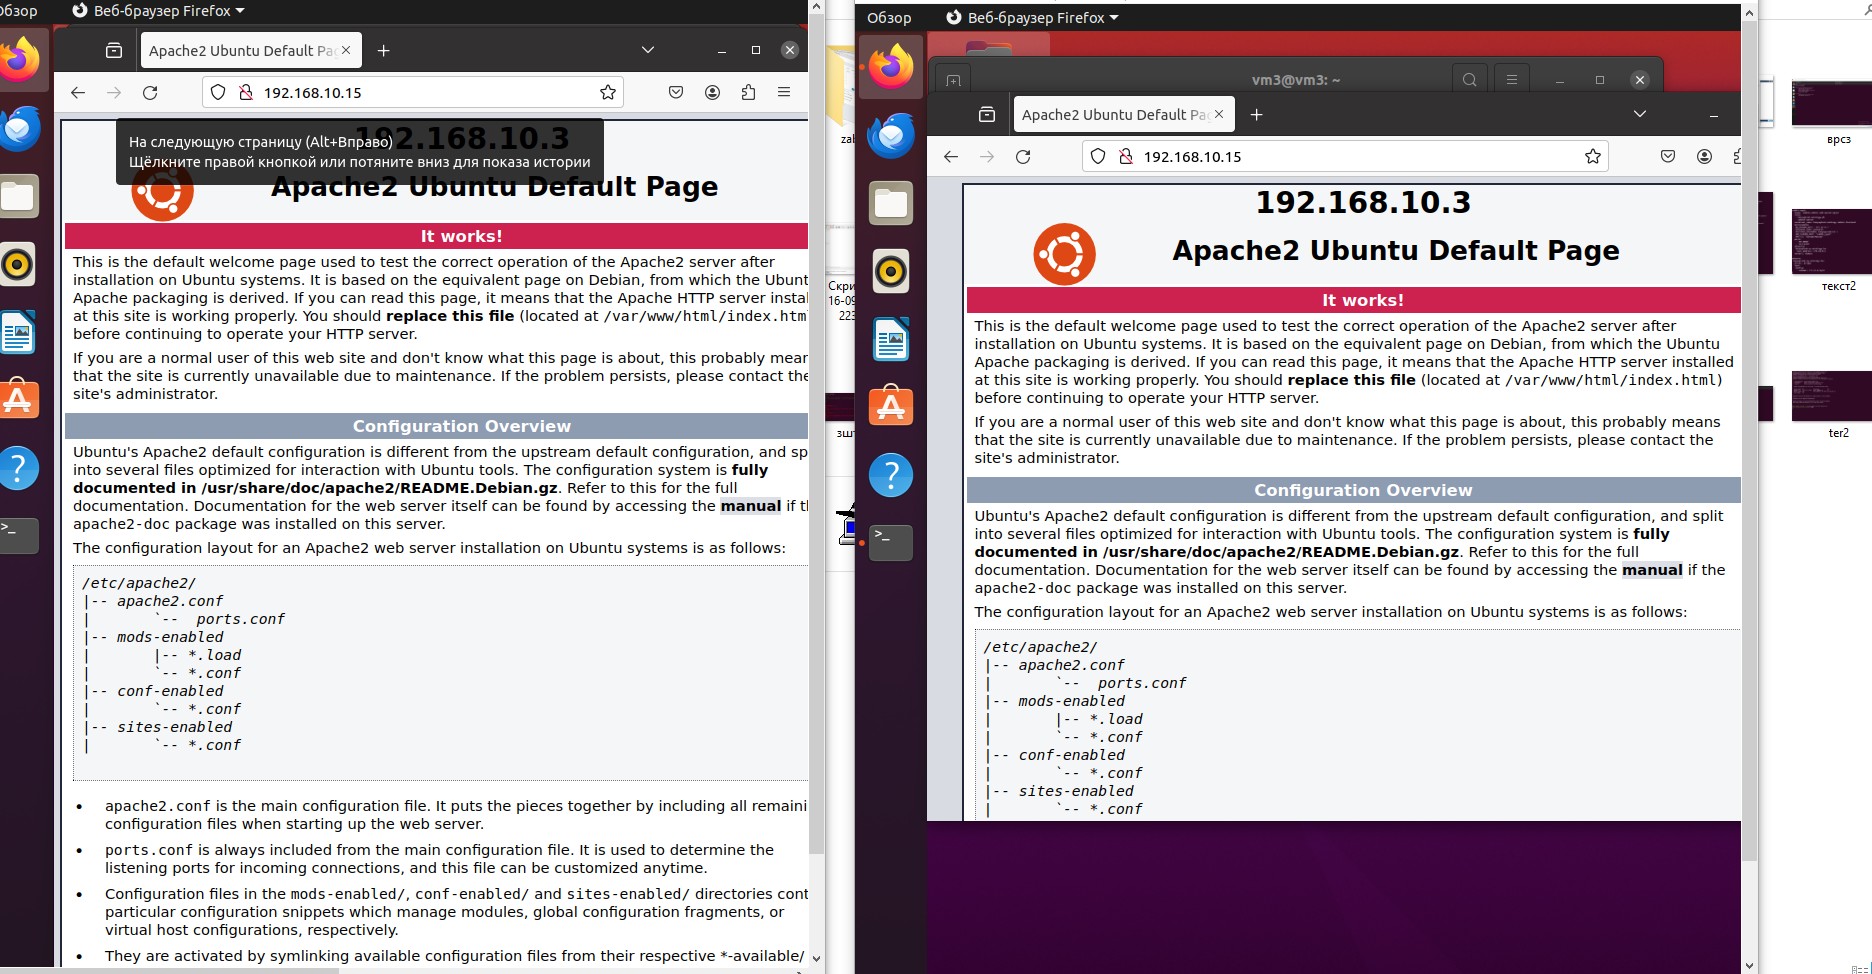 Обзор
Веб-браузер Firefox
Apache2 Ubuntu Default Pa
192.168.10.15
192.168.10.3
На следующую страницу (Alt+Вправо)
Щёлкните правой кнопкой или потяните вниз для показа истории
Apache2 Ubuntu Default Page
It works!
This is the default welcome page used to test the correct operation of the Apache2 server after
installation on Ubuntu systems. It is based on the equivalent page on Debian, from which the Ubunt
Apache packaging is derived. If you can read this page, it means that the Apache HTTP server instal
at this site is working properly. You should replace this file (located at /var/www/html/index.htm
before continuing to operate your HTTP server.
If you are a normal user of this web site and don't know what this page is about, this probably mear
that the site is currently unavailable due to maintenance. If the problem persists, please contact the
site's administrator.
Configuration Overview
Ubuntu's Apache2 default configuration is different from the upstream default configuration, and sp
into several files optimized for interaction with Ubuntu tools. The configuration system is fully
documented in /usr/share/doc/apache2/README.Debian.gz. Refer to this for the full
documentation. Documentation for the web server itself can be found by accessing the manual if th
apache2-doc package was installed on this server.
The configuration layout for an Apache2 web server installation on Ubuntu systems is as follows:
/etc/apache2/
|-- apache2.conf
|       `--  ports.conf
|-- mods-enabled
|       |-- *.load
|       `-- *.conf
|-- conf-enabled
|       `-- *.conf
|-- sites-enabled
|       `-- *.conf
• apache2.conf is the main configuration file. It puts the pieces together by including all remaini
configuration files when starting up the web server.
• ports.conf is always included from the main configuration file. It is used to determine the
listening ports for incoming connections, and this file can be customized anytime.
• Configuration files in the mods-enabled/, conf-enabled/ and sites-enabled/ directories cont
particular configuration snippets which manage modules, global configuration fragments, or
virtual host configurations, respectively.
• They are activated by symlinking available configuration files from their respective *-available/
zal
Скри
16-09
223
зшт
Обзор
Веб-браузер Firefox
vm3@vm3: ~
Apache2 Ubuntu Default Pa
192.168.10.15
192.168.10.3
Apache2 Ubuntu Default Page
It works!
This is the default welcome page used to test the correct operation of the Apache2 server after
installation on Ubuntu systems. It is based on the equivalent page on Debian, from which the Ubuntu
Apache packaging is derived. If you can read this page, it means that the Apache HTTP server installed
at this site is working properly. You should replace this file (located at /var/www/html/index.html)
before continuing to operate your HTTP server.
If you are a normal user of this web site and don't know what this page is about, this probably means
that the site is currently unavailable due to maintenance. If the problem persists, please contact the
site's administrator.
Configuration Overview
Ubuntu's Apache2 default configuration is different from the upstream default configuration, and split
into several files optimized for interaction with Ubuntu tools. The configuration system is fully
documented in /usr/share/doc/apache2/README.Debian.gz. Refer to this for the full
documentation. Documentation for the web server itself can be found by accessing the manual if the
apache2-doc package was installed on this server.
The configuration layout for an Apache2 web server installation on Ubuntu systems is as follows:
/etc/apache2/
|-- apache2.conf
|       `--  ports.conf
|-- mods-enabled
|       |-- *.load
|       `-- *.conf
|-- conf-enabled
|       `-- *.conf
|-- sites-enabled
|       `-- *.conf
врсз
текст2
ter2